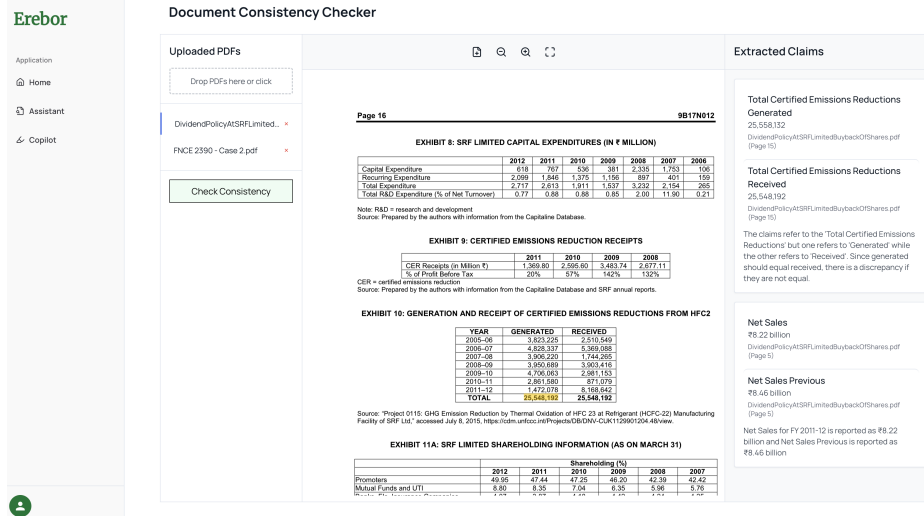 Erebor
Application
Home
Assistant
Copilot
Document Consistency Checker
Uploaded PDFs
Drop PDFs here or click
DividendPolicyAtSRFLimited... ×
FNCE 2390 - Case 2.pdf ×
Check Consistency
Page 16 9B17N012
EXHIBIT 8: SRF LIMITED CAPITAL EXPENDITURES (IN ₹ MILLION)
2012 2011 2010 2009 2008 2007 2006
Capital Expenditure 618 767 536 381 2,335 1,753 106
Recurring Expenditure 2,099 1,846 1,375 1,156 897 401 159
Total Expenditure 2,717 2,613 1,911 1,537 3,232 2,154 265
Total R&D Expenditure (% of Net Turnover) 0.77 0.88 0.88 0.85 2.00 11.90 0.21
Note: R&D = research and development
Source: Prepared by the authors with information from the Capitaline Database.
EXHIBIT 9: CERTIFIED EMISSIONS REDUCTION RECEIPTS
2011 2010 2009 2008
CER Receipts (in Million ₹) 1,369.80 2,595.60 3,483.74 2,677.11
% of Profit Before Tax 20% 57% 142% 132%
CER = certified emissions reduction
Source: Prepared by the authors with information from the Capitaline Database and SRF annual reports.
EXHIBIT 10: GENERATION AND RECEIPT OF CERTIFIED EMISSIONS REDUCTIONS FROM HFC2
YEAR GENERATED RECEIVED
2005–06 3,823,225 2,510,549
2006–07 4,828,337 5,369,088
2007–08 3,906,220 1,744,265
2008–09 3,950,689 3,903,416
2009–10 4,706,063 2,981,153
2010–11 2,861,580 871,079
2011–12 1,472,078 8,168,642
TOTAL 25,548,192 25,548,192
Source: "Project 0115: GHG Emission Reduction by Thermal Oxidation of HFC 23 at Refrigerant (HCFC-22) Manufacturing
Facility of SRF Ltd," accessed July 8, 2015, https://cdm.unfccc.int/Projects/DB/DNV-CUK1129901204.48/view.
EXHIBIT 11A: SRF LIMITED SHAREHOLDING INFORMATION (AS ON MARCH 31)
Shareholding (%)
2012 2011 2010 2009 2008 2007
Promoters 49.95 47.44 47.25 46.20 42.39 42.42
Mutual Funds and UTI 8.80 8.35 7.04 6.35 5.96 5.76
Extracted Claims
Total Certified Emissions Reductions
Generated
25,558,132
DividendPolicyAtSRFLimitedBuybackOfShares.pdf
(Page 15)
Total Certified Emissions Reductions
Received
25,548,192
DividendPolicyAtSRFLimitedBuybackOfShares.pdf
(Page 15)
The claims refer to the 'Total Certified Emissions
Reductions' but one refers to 'Generated' while
the other refers to 'Received'. Since generated
should equal received, there is a discrepancy if
they are not equal.
Net Sales
₹8.22 billion
DividendPolicyAtSRFLimitedBuybackOfShares.pdf
(Page 5)
Net Sales Previous
₹8.46 billion
DividendPolicyAtSRFLimitedBuybackOfShares.pdf
(Page 5)
Net Sales for FY 2011-12 is reported as ₹8.22
billion and Net Sales Previous is reported as
₹8.46 billion